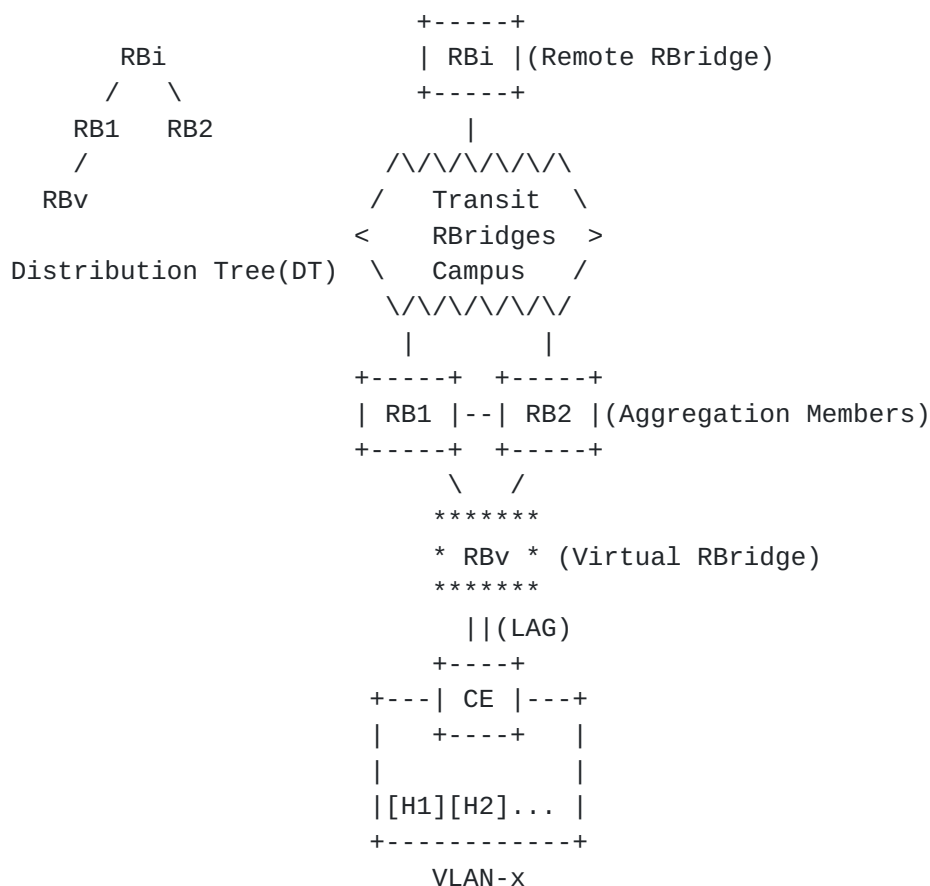 +-----+
RBi | RBi |(Remote RBridge)
/ \ +-----+
RB1 RB2 |
/ /\/\/\/\/\
RBv / Transit \
< RBridges >
Distribution Tree(DT) \ Campus /
\/\/\/\/\/
| |
+-----+ +-----+
| RB1 |--| RB2 |(Aggregation Members)
+-----+ +-----+
\ /
*******
* RBv * (Virtual RBridge)
*******
||(LAG)
+----+
+---| CE |---+
| +----+ |
| |
|[H1][H2]... |
+------------+
VLAN-x